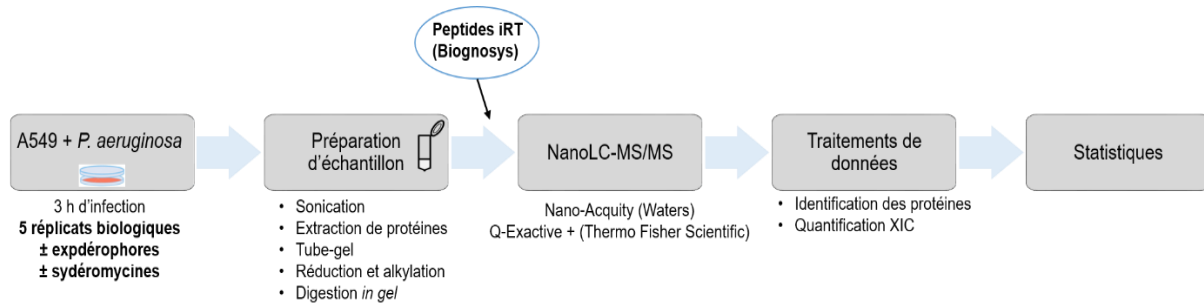 Peptides iRT
(Biognosys)
A549 + P. aeruginosa
3 h d’infection
5 réplicats biologiques
± expdérophores
± sydéromycines
Préparation
d’échantillon
• Sonication
• Extraction de protéines
• Tube-gel
• Réduction et alkylation
• Digestion in gel
NanoLC-MS/MS
Nano-Acquity (Waters)
Q-Exactive + (Thermo Fisher Scientific)
Traitements de
données
• Identification des protéines
• Quantification XIC
Statistiques